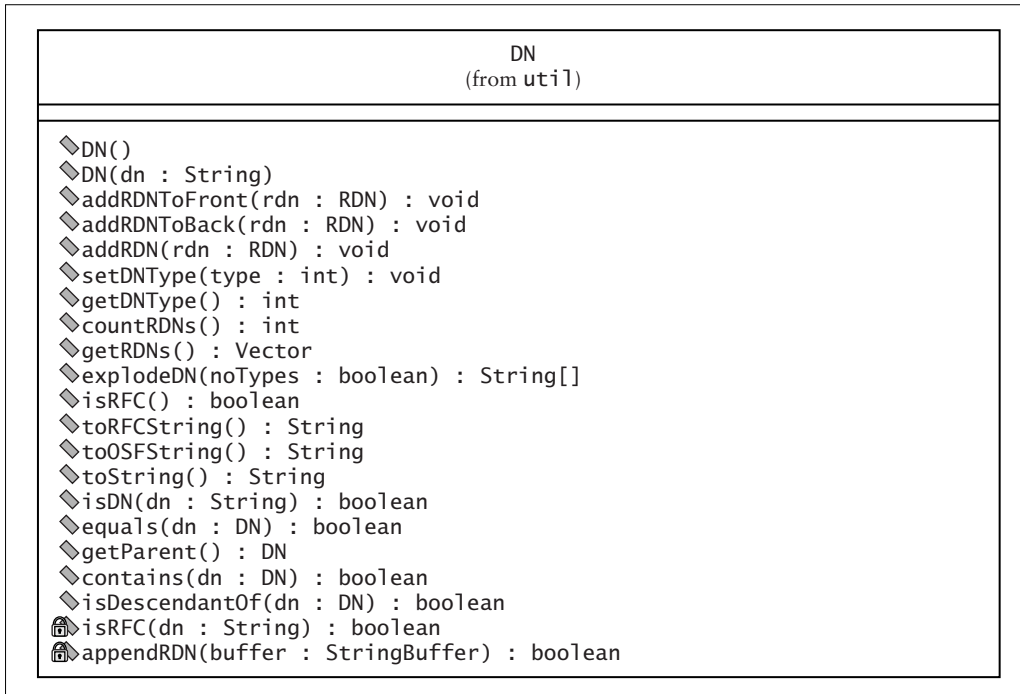 DN
(from util)
DN()
DN(dn : String)
addRDNToFront(rdn : RDN) : void
addRDNToBack(rdn : RDN) : void
addRDN(rdn : RDN) : void
setDNType(type : int) : void
getDNType() : int
countRDNs() : int
getRDNs() : Vector
explodeDN(noTypes : boolean) : String[]
isRFC() : boolean
toRFCString() : String
toOSFString() : String
toString() : String
isDN(dn : String) : boolean
equals(dn : DN) : boolean
getParent() : DN
contains(dn : DN) : boolean
isDescendantOf(dn : DN) : boolean
isRFC(dn : String) : boolean
appendRDN(buffer : StringBuffer) : boolean